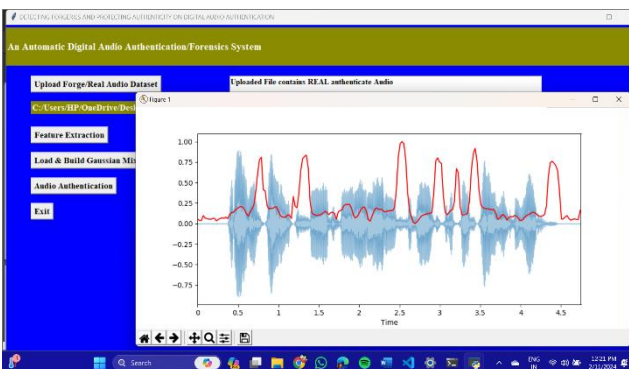 DETECTING FORGERIES AND PROTECTING AUTHENTICITY ON DIGITAL AUDIO AUTHENTICATION
An Automatic Digital Audio Authentication/Forensics System
Upload Forge/Real Audio Dataset
Uploaded File contains REAL authenticate Audio
C:/Users/HP/OneDrive/Des
Figure 1
Feature Extraction
Load & Build Gaussian Mix
Audio Authentication
Exit
1.00
0.75
0.50
0.25
0.00
−0.25
−0.50
−0.75
0 0.5 1 1.5 2 2.5 3 3.5 4 4.5
Time
Search
ENG
IN
12:21 PM
2/11/2024